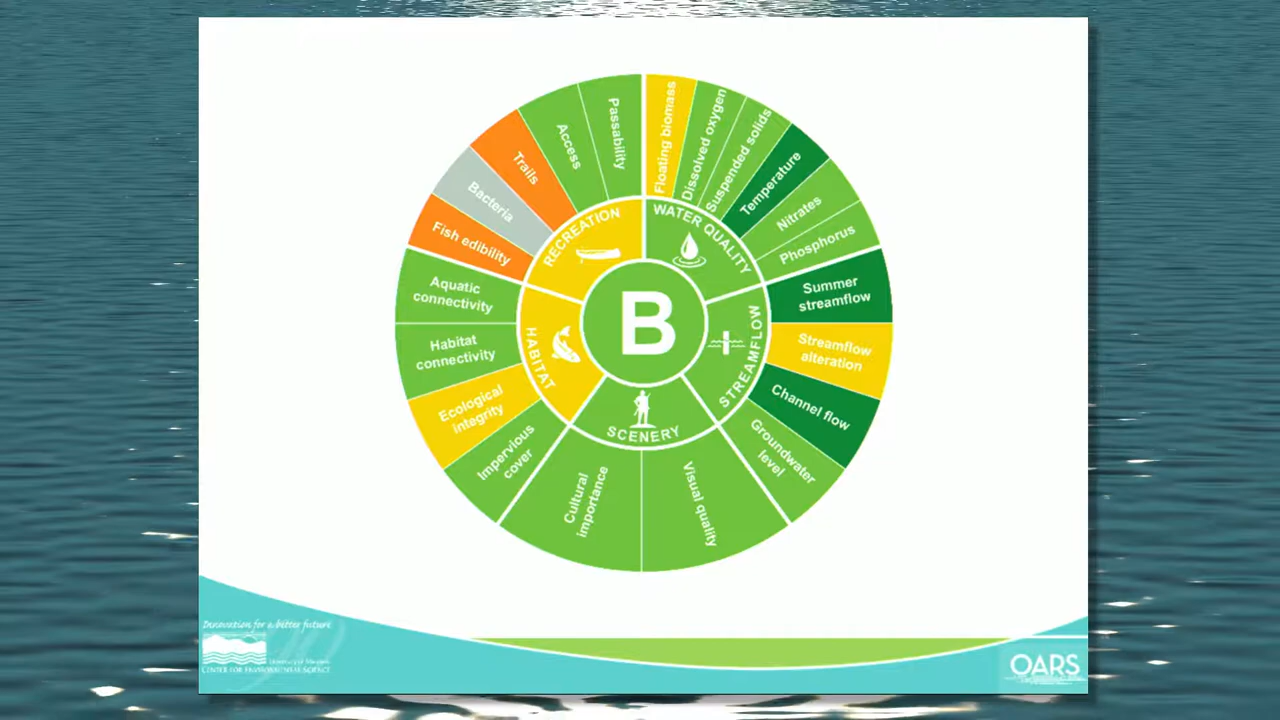 Floating biomass
Dissolved oxygen
Suspended solids
Temperature
Nitrates
Phosphorus
Summer
streamflow
Streamflow
alteration
Channel flow
Groundwater
level
Visual quality
Cultural
importance
Impervious
cover
Ecological
integrity
Habitat
connectivity
Aquatic
connectivity
Fish edibility
Bacteria
Trails
Access
Passability
RECREATION
WATER QUALITY
STREAMFLOW
SCENERY
HABITAT
B
Innovation for a better future
CENTER FOR ENVIRONMENTAL SCIENCE
OARS